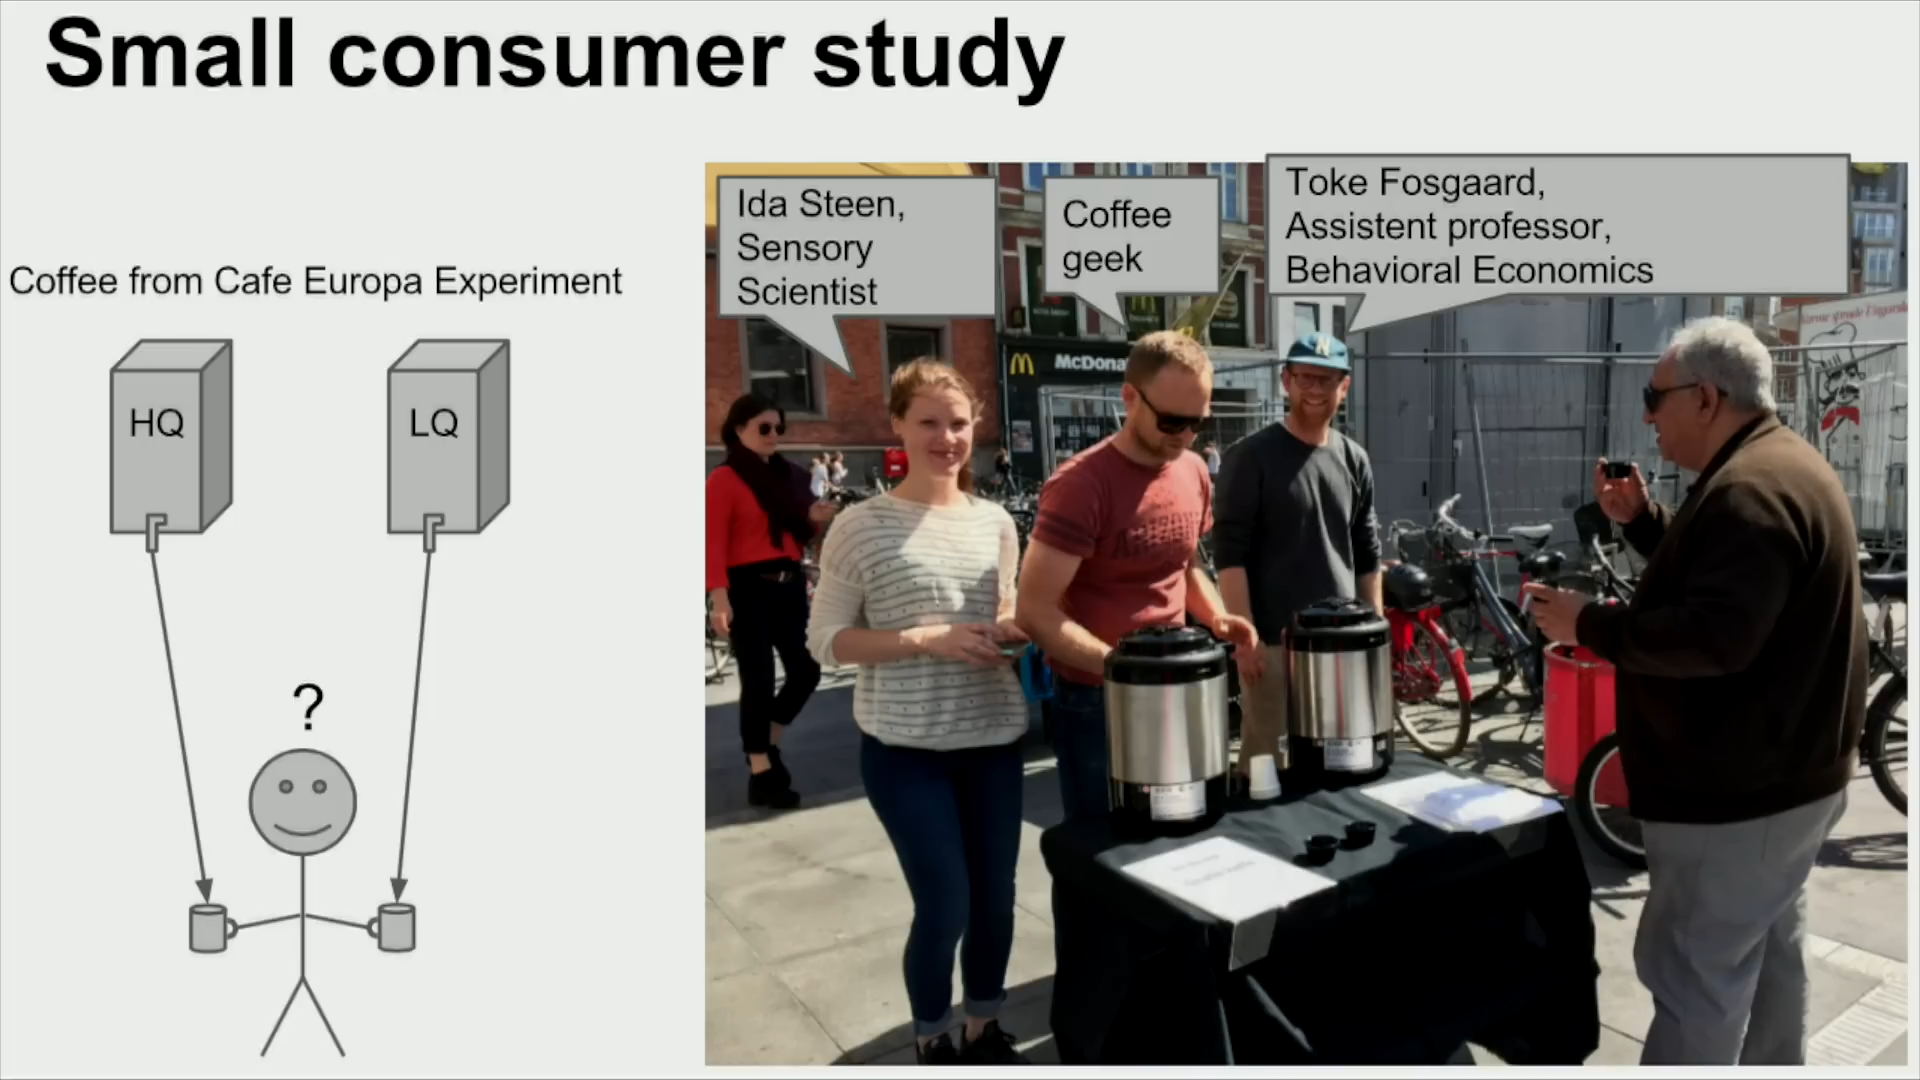 Small consumer study
Coffee from Cafe Europa Experiment
HQ
LQ
?
Ida Steen,
Sensory
Scientist
Coffee
geek
Toke Fosgaard,
Assistent professor,
Behavioral Economics
McDona
N